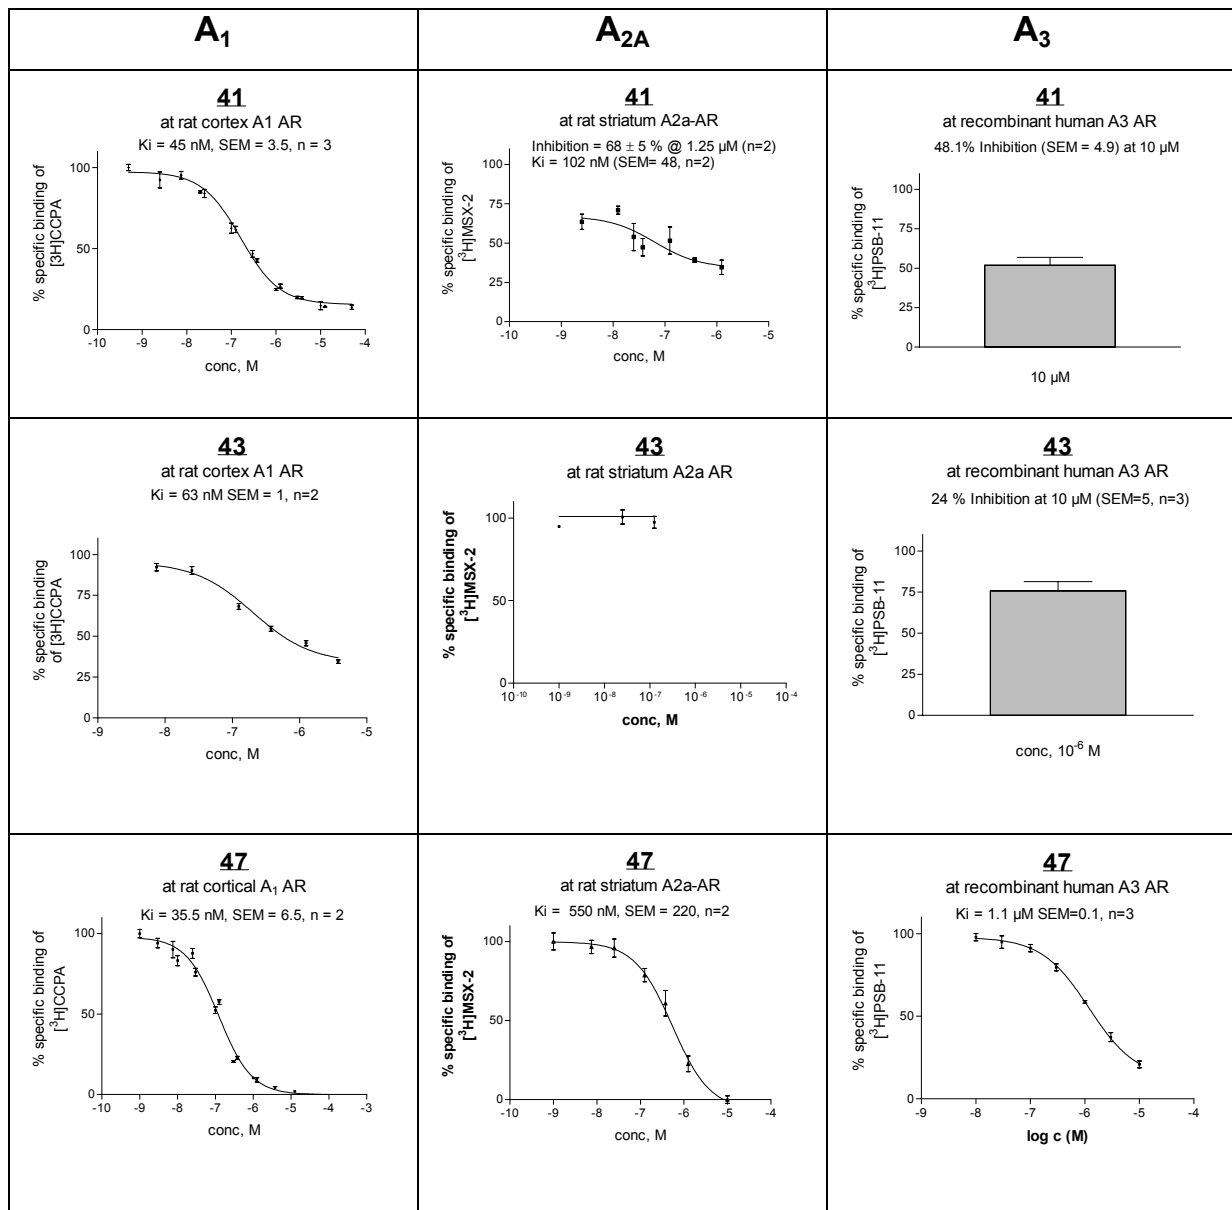 A1
A2A
A3
41
at rat cortex A1 AR
Ki = 45 nM, SEM = 3.5, n = 3
% specific binding of
[3H]CCPA
100
50
0
-10
-9
-8
-7
-6
-5
-4
conc, M
41
at rat striatum A2a-AR
Inhibition = 68 ± 5 % @ 1.25 µM (n=2)
Ki = 102 nM (SEM= 48, n=2)
% specific binding of
[³H]MSX-2
100
75
50
25
0
-10
-9
-8
-7
-6
-5
conc, M
41
at recombinant human A3 AR
48.1% Inhibition (SEM = 4.9) at 10 µM
% specific binding of
[³H]PSB-11
100
75
50
25
0
10 µM
43
at rat cortex A1 AR
Ki = 63 nM SEM = 1, n=2
% specific binding
of [3H]CCPA
100
75
50
25
0
-9
-8
-7
-6
-5
conc, M
43
at rat striatum A2a AR
% specific binding of
[³H]MSX-2
100
50
0
10⁻¹⁰
10⁻⁹
10⁻⁸
10⁻⁷
10⁻⁶
10⁻⁵
10⁻⁴
conc, M
43
at recombinant human A3 AR
24 % Inhibition at 10 µM (SEM=5, n=3)
% specific binding of
[³H]PSB-11
100
75
50
25
0
conc, 10⁻⁶ M
47
at rat cortical A₁ AR
Ki = 35.5 nM, SEM = 6.5, n = 2
% specific binding of
[³H]CCPA
100
50
0
-10
-9
-8
-7
-6
-5
-4
-3
conc, M
47
at rat striatum A2a-AR
Ki = 550 nM, SEM = 220, n=2
% specific binding of
[³H]MSX-2
100
50
0
-10
-9
-8
-7
-6
-5
-4
conc, M
47
at recombinant human A3 AR
Ki = 1.1 µM SEM=0.1, n=3
% specific binding of
[³H]PSB-11
100
50
0
-9
-8
-7
-6
-5
-4
log c (M)